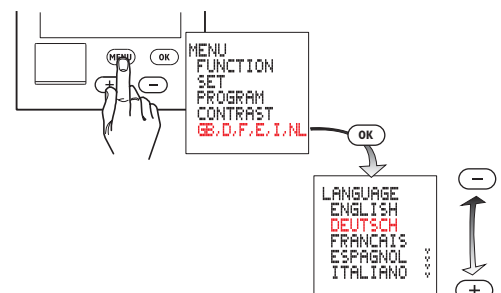 MENU
OK
+
−
MENU
FUNCTION
SET
PROGRAM
CONTRAST
GB,D,F,E,I,NL
OK
LANGUAGE
ENGLISH
DEUTSCH
FRANCAIS
ESPAGNOL
ITALIANO
−
+